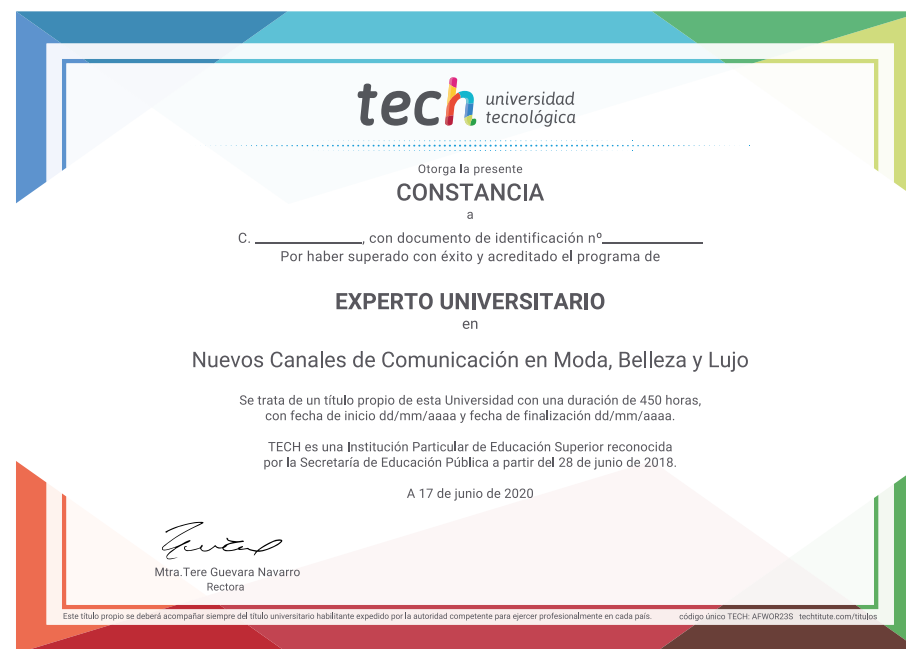 tech universidad
tecnológica
Otorga la presente
CONSTANCIA
a
C. ____________, con documento de identificación nº____________
Por haber superado con éxito y acreditado el programa de
EXPERTO UNIVERSITARIO
en
Nuevos Canales de Comunicación en Moda, Belleza y Lujo
Se trata de un título propio de esta Universidad con una duración de 450 horas,
con fecha de inicio dd/mm/aaaa y fecha de finalización dd/mm/aaaa.
TECH es una Institución Particular de Educación Superior reconocida
por la Secretaría de Educación Pública a partir del 28 de junio de 2018.
A 17 de junio de 2020
Mtra.Tere Guevara Navarro
Rectora
Este título propio se deberá acompañar siempre del título universitario habilitante expedido por la autoridad competente para ejercer profesionalmente en cada país. código único TECH: AFWOR23S techtitute.com/titulos